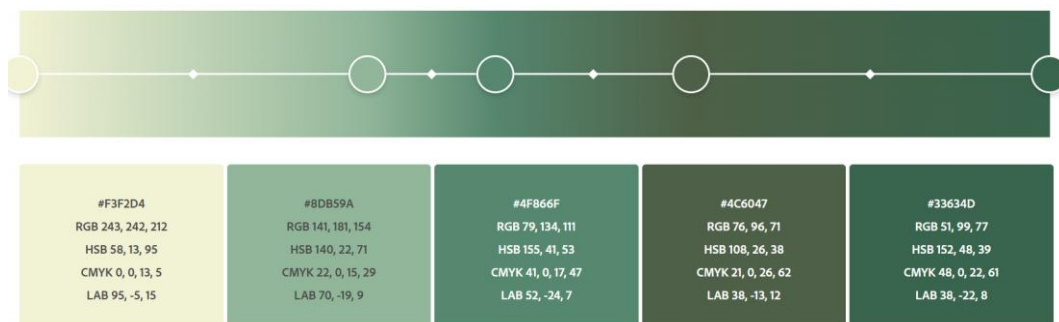 #F3F2D4
RGB 243, 242, 212
HSB 58, 13, 95
CMYK 0, 0, 13, 5
LAB 95, -5, 15
#8DB59A
RGB 141, 181, 154
HSB 140, 22, 71
CMYK 22, 0, 15, 29
LAB 70, -19, 9
#4F866F
RGB 79, 134, 111
HSB 155, 41, 53
CMYK 41, 0, 17, 47
LAB 52, -24, 7
#4C6047
RGB 76, 96, 71
HSB 108, 26, 38
CMYK 21, 0, 26, 62
LAB 38, -13, 12
#33634D
RGB 51, 99, 77
HSB 152, 48, 39
CMYK 48, 0, 22, 61
LAB 38, -22, 8